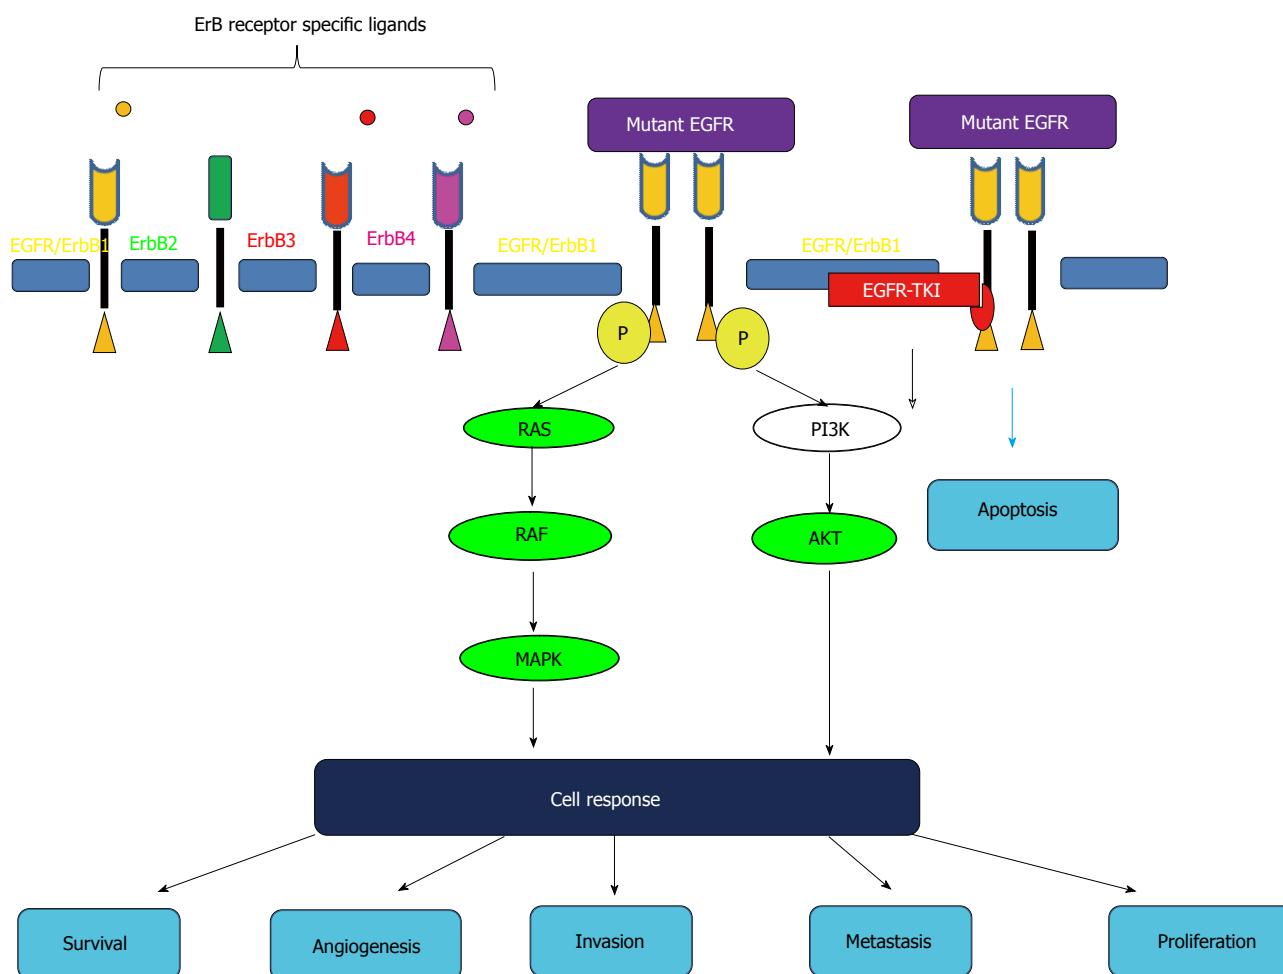 ErB receptor specific ligands
Mutant EGFR
Mutant EGFR
EGFR/ErbB1
ErbB2
ErbB3
ErbB4
EGFR/ErbB1
EGFR/ErbB1
EGFR-TKI
P
P
RAS
PI3K
RAF
AKT
Apoptosis
MAPK
Cell response
Survival
Angiogenesis
Invasion
Metastasis
Proliferation